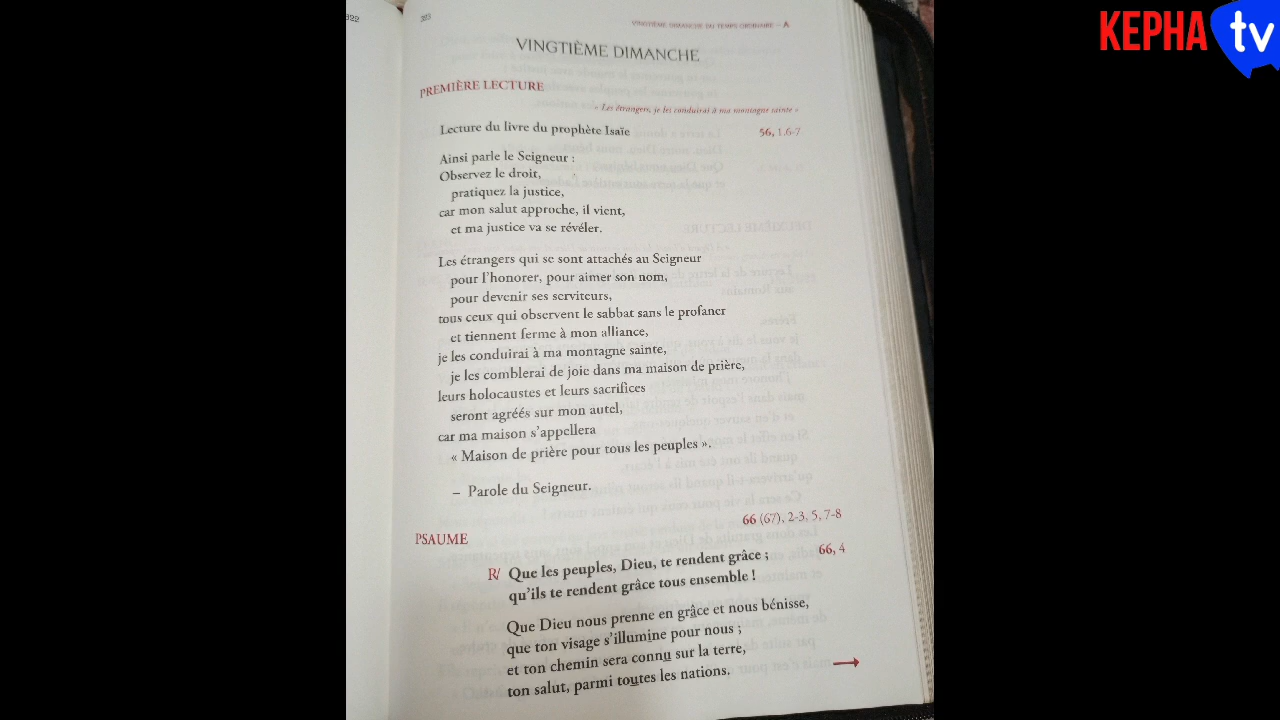 322
323
VINGTIÈME DIMANCHE DU TEMPS ORDINAIRE – A
KEPHA tv
VINGTIÈME DIMANCHE
PREMIÈRE LECTURE
« Les étrangers, je les conduirai à ma montagne sainte »
Lecture du livre du prophète Isaïe 56, 1.6-7
Ainsi parle le Seigneur :
Observez le droit,
pratiquez la justice,
car mon salut approche, il vient,
et ma justice va se révéler.
Les étrangers qui se sont attachés au Seigneur
pour l'honorer, pour aimer son nom,
pour devenir ses serviteurs,
tous ceux qui observent le sabbat sans le profaner
et tiennent ferme à mon alliance,
je les conduirai à ma montagne sainte,
je les comblerai de joie dans ma maison de prière,
leurs holocaustes et leurs sacrifices
seront agréés sur mon autel,
car ma maison s'appellera
« Maison de prière pour tous les peuples ».
– Parole du Seigneur.
66 (67), 2-3, 5, 7-8
PSAUME
R/ Que les peuples, Dieu, te rendent grâce ; 66, 4
qu'ils te rendent grâce tous ensemble !
Que Dieu nous prenne en grâce et nous bénisse,
que ton visage s'illumine pour nous ;
et ton chemin sera connu sur la terre,
ton salut, parmi toutes les nations.